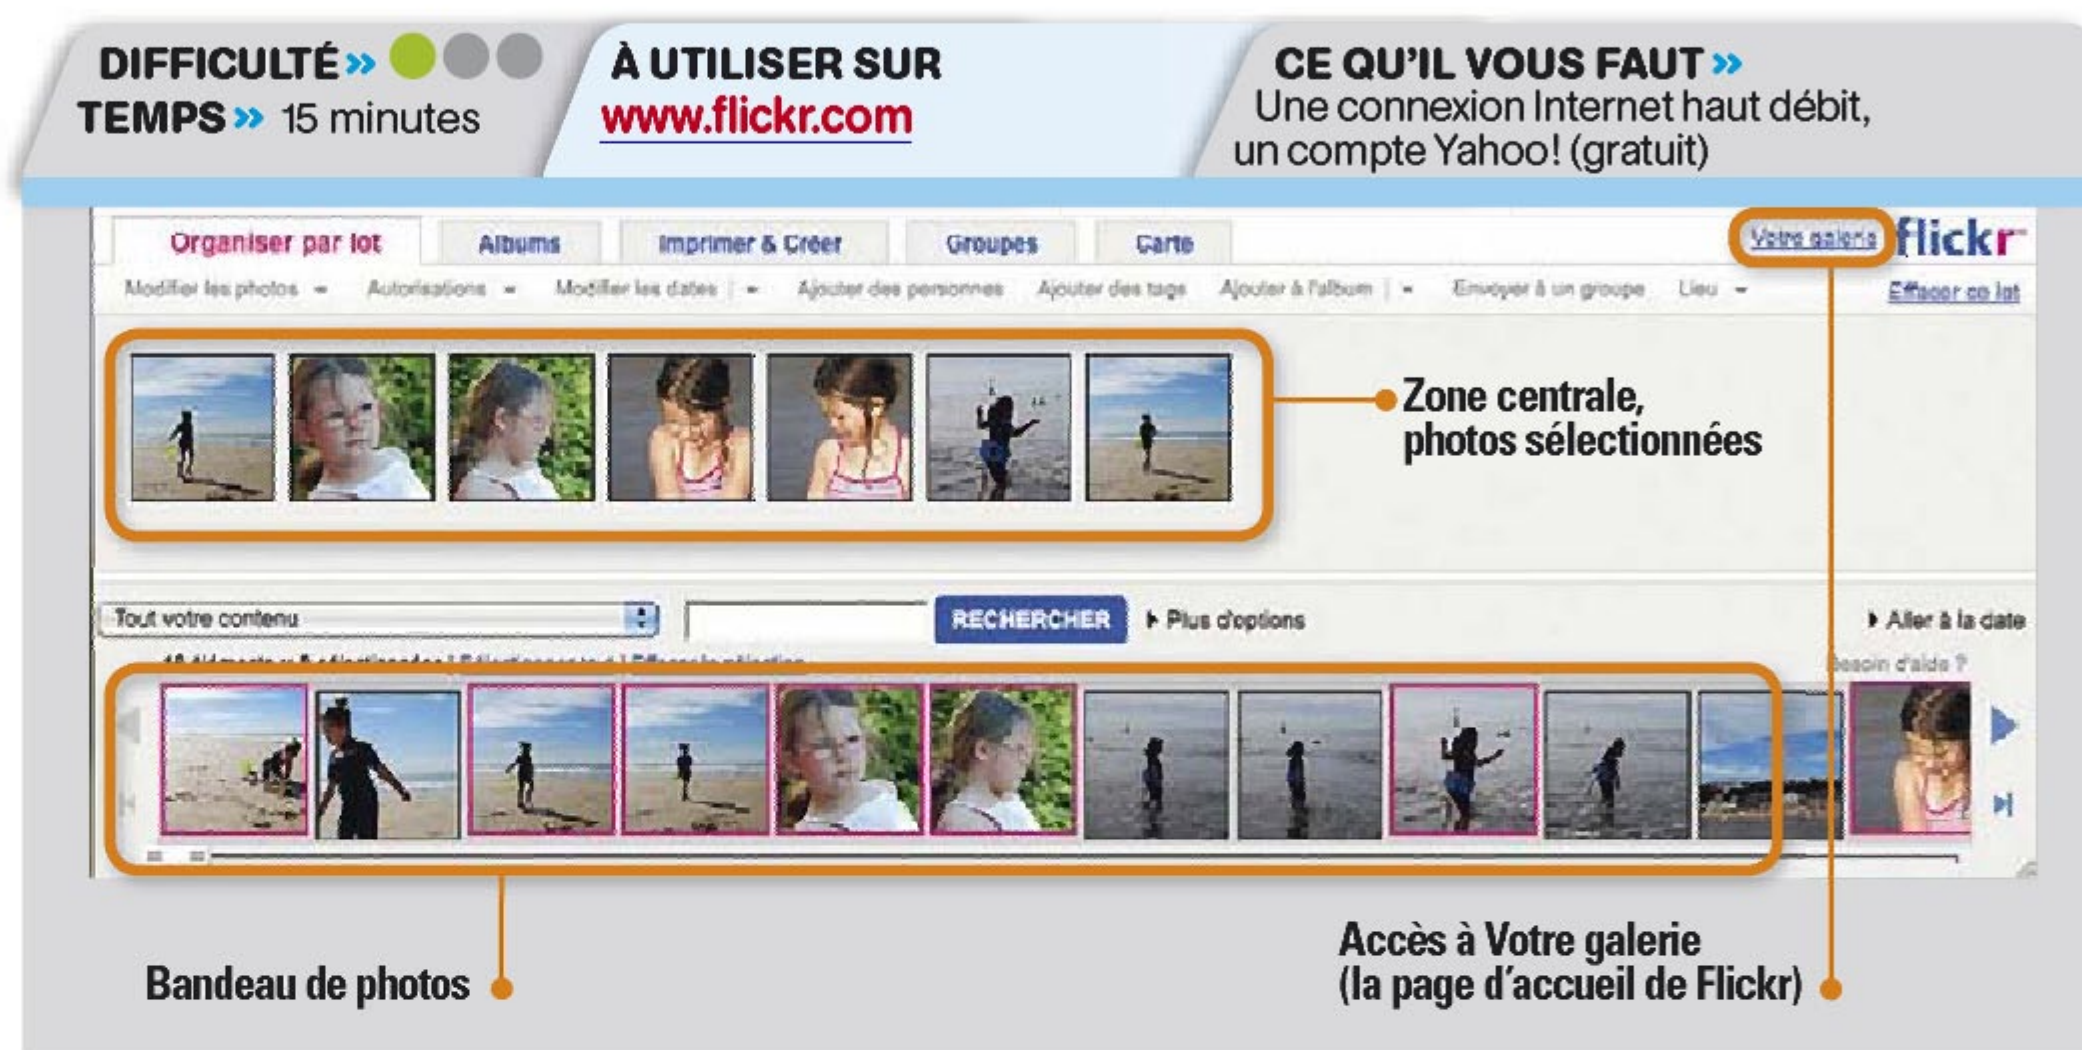 DIFFICULTÉ»
TEMPS» 15 minutes
À UTILISER SUR
www.flickr.com
CE QU'IL VOUS FAUT»
Une connexion Internet haut débit,
un compte Yahoo! (gratuit)
Organiser par lot Albums Imprimer & Créer Groupes Carte Votre galerie flickr
Modifier les photos Autorisations Modifier les dates | Ajouter des personnes Ajouter des tags Ajouter à l'album | Envoyer à un groupe Lieu Effacer ce lot
Zone centrale,
photos sélectionnées
Tout votre contenu RECHERCHER Plus d'options Aller à la date
Besoin d'aide ?
Bandeau de photos
Accès à Votre galerie
(la page d'accueil de Flickr)